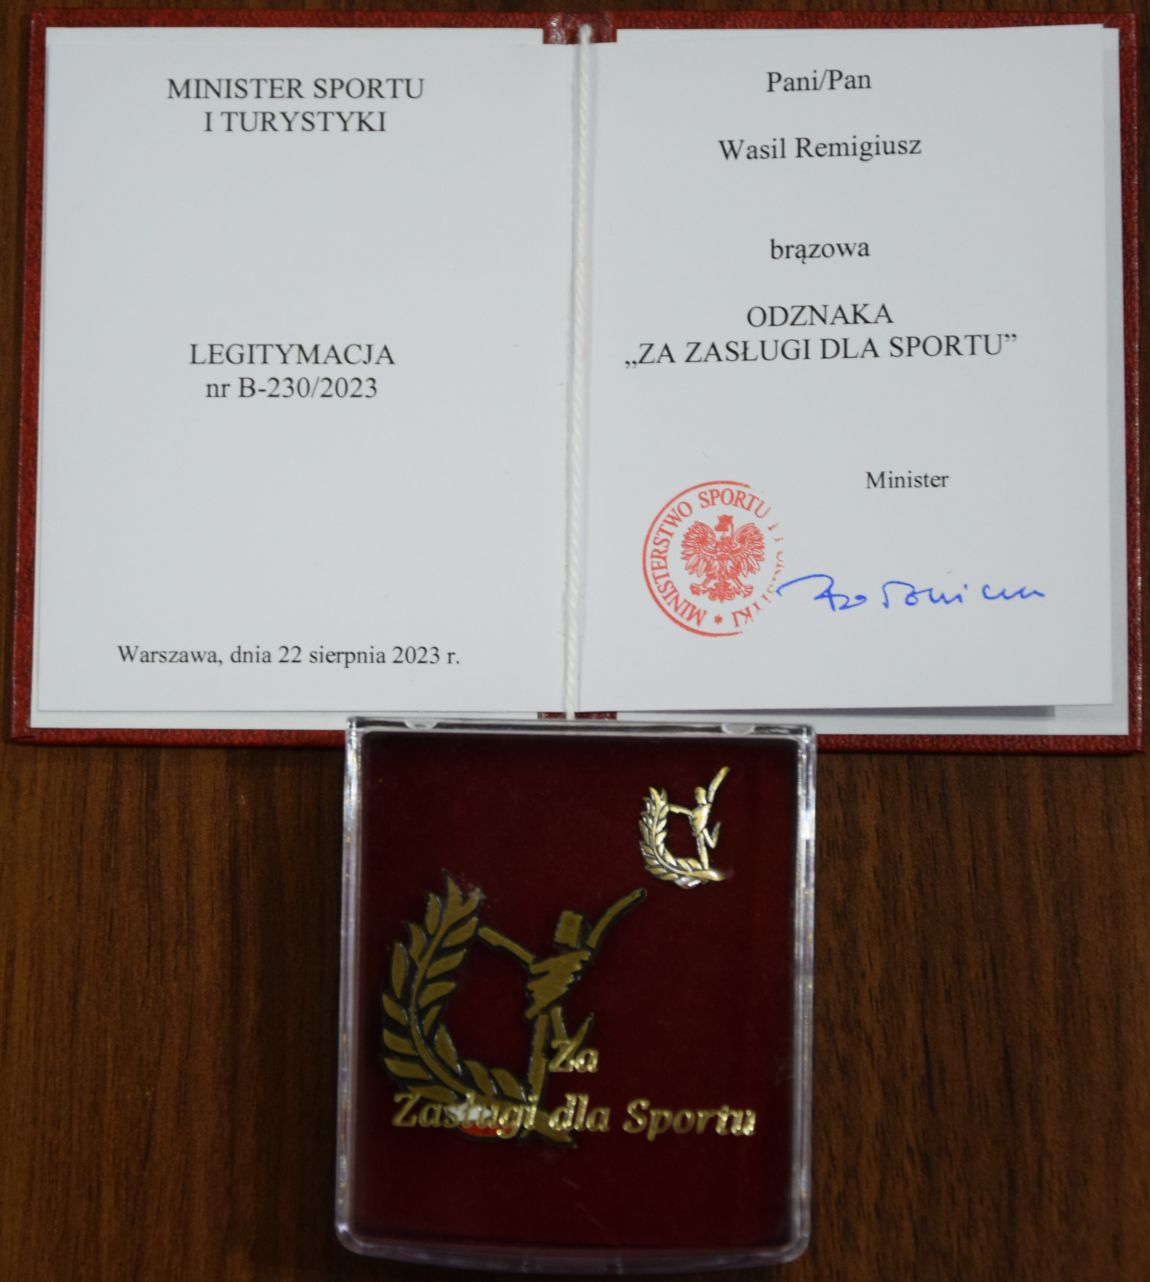 MINISTER SPORTU
I TURYSTYKI
LEGITYMACJA
nr B-230/2023
Warszawa, dnia 22 sierpnia 2023 r.
Pani/Pan
Wasil Remigiusz
brązowa
ODZNAKA
„ZA ZASŁUGI DLA SPORTU”
Minister
MINISTERSTWO SPORTU I
Za
Zasługi dla Sportu